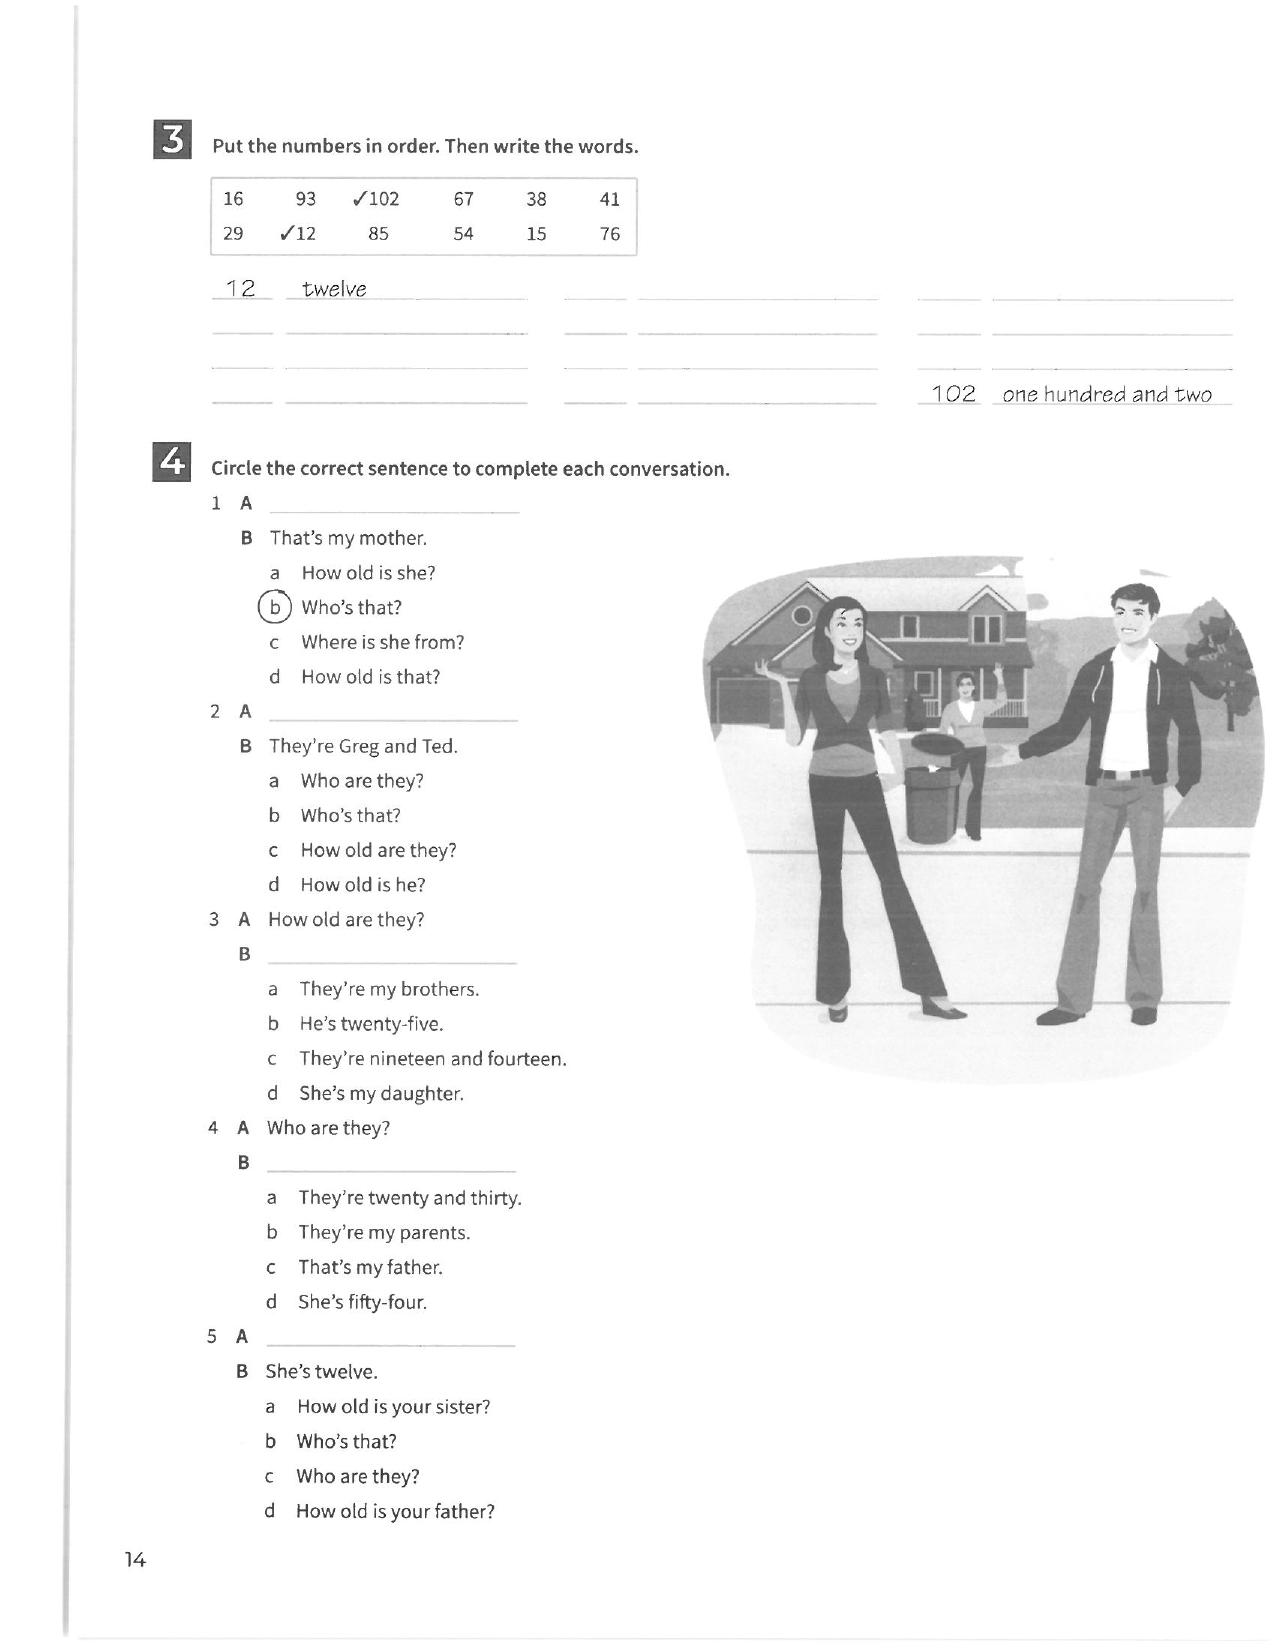 3 Put the numbers in order. Then write the words.
16 93 ✓102 67 38 41
29 ✓12 85 54 15 76
12 twelve
102 one hundred and two
4 Circle the correct sentence to complete each conversation.
1 A
B That's my mother.
a How old is she?
b Who's that?
c Where is she from?
d How old is that?
2 A
B They're Greg and Ted.
a Who are they?
b Who's that?
c How old are they?
d How old is he?
3 A How old are they?
B
a They're my brothers.
b He's twenty-five.
c They're nineteen and fourteen.
d She's my daughter.
4 A Who are they?
B
a They're twenty and thirty.
b They're my parents.
c That's my father.
d She's fifty-four.
5 A
B She's twelve.
a How old is your sister?
b Who's that?
c Who are they?
d How old is your father?
14